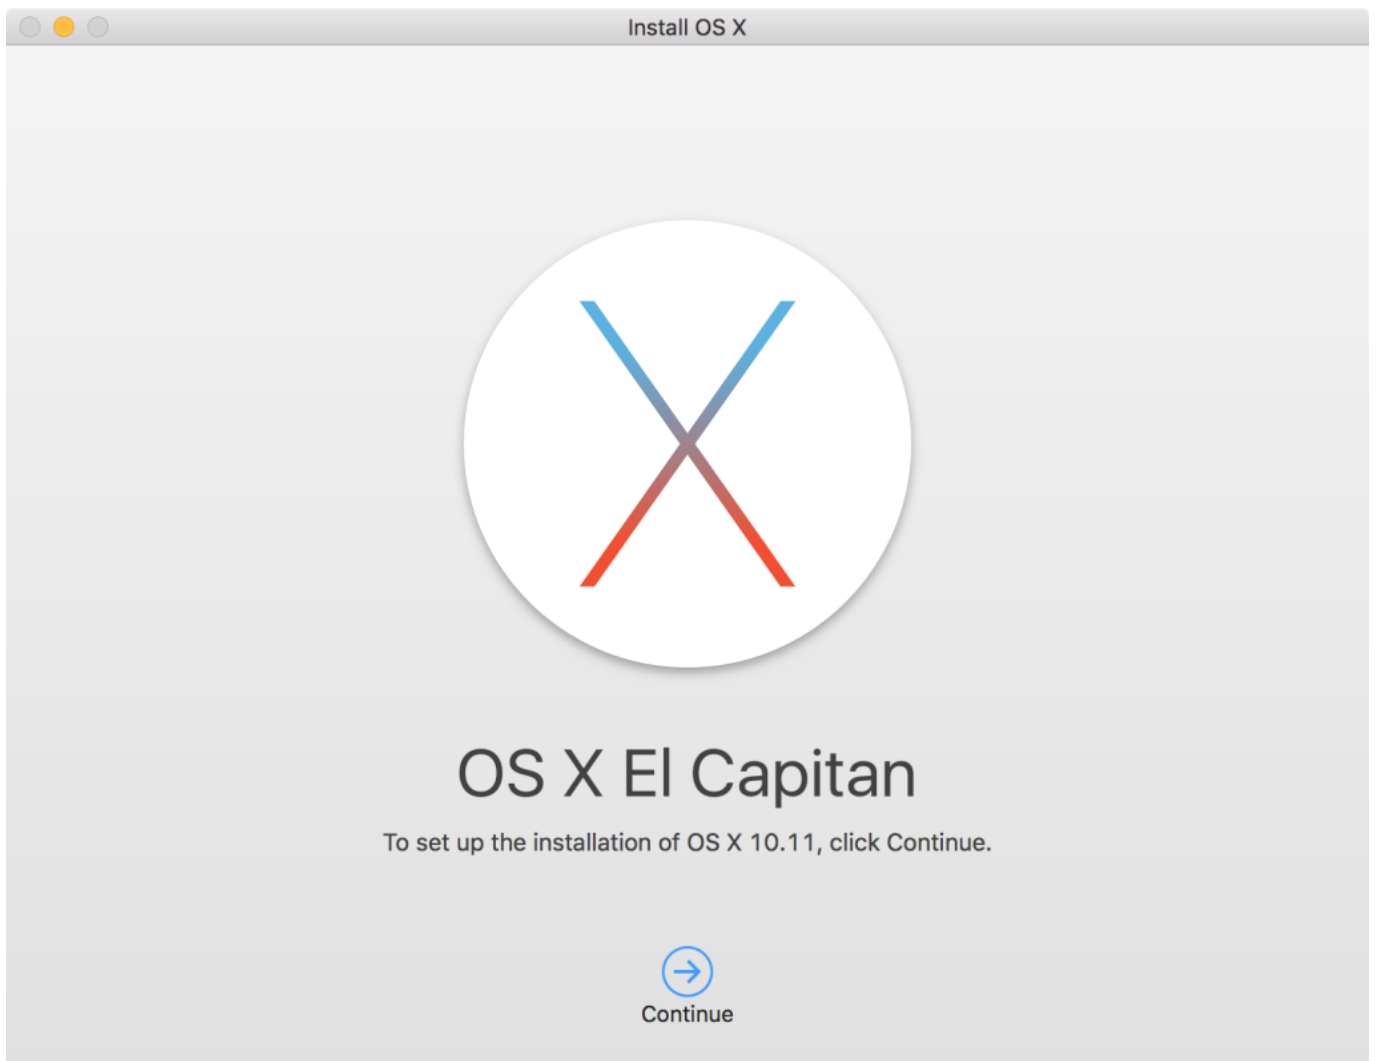 Install OS X
OS X El Capitan
To set up the installation of OS X 10.11, click Continue.
Continue